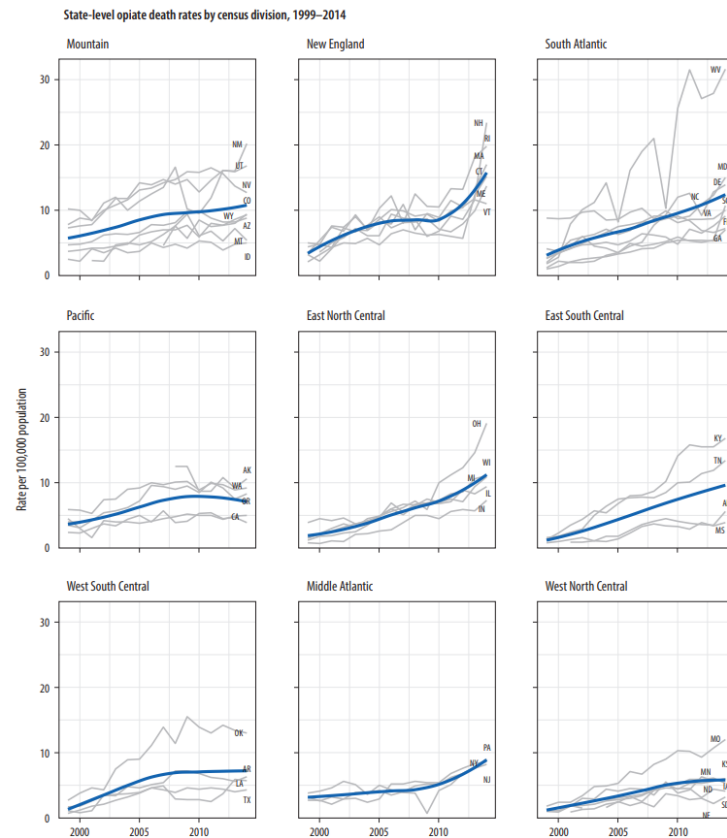 State-level opiate death rates by census division, 1999–2014
Mountain
New England
South Atlantic
30
20
10
0
NM
UT
NV
CO
WY
AZ
MT
ID
NH
RI
MA
CT
ME
VT
WV
MD
DE
NC
VA
GA
Pacific
East North Central
East South Central
Rate per 100,000 population
30
20
10
0
AK
WA
OR
CA
OH
WI
MI
IL
IN
KY
TN
MS
West South Central
Middle Atlantic
West North Central
30
20
10
0
OK
AR
LA
TX
PA
NY
NJ
MO
MN
ND
NE
2000 2005 2010
2000 2005 2010
2000 2005 2010